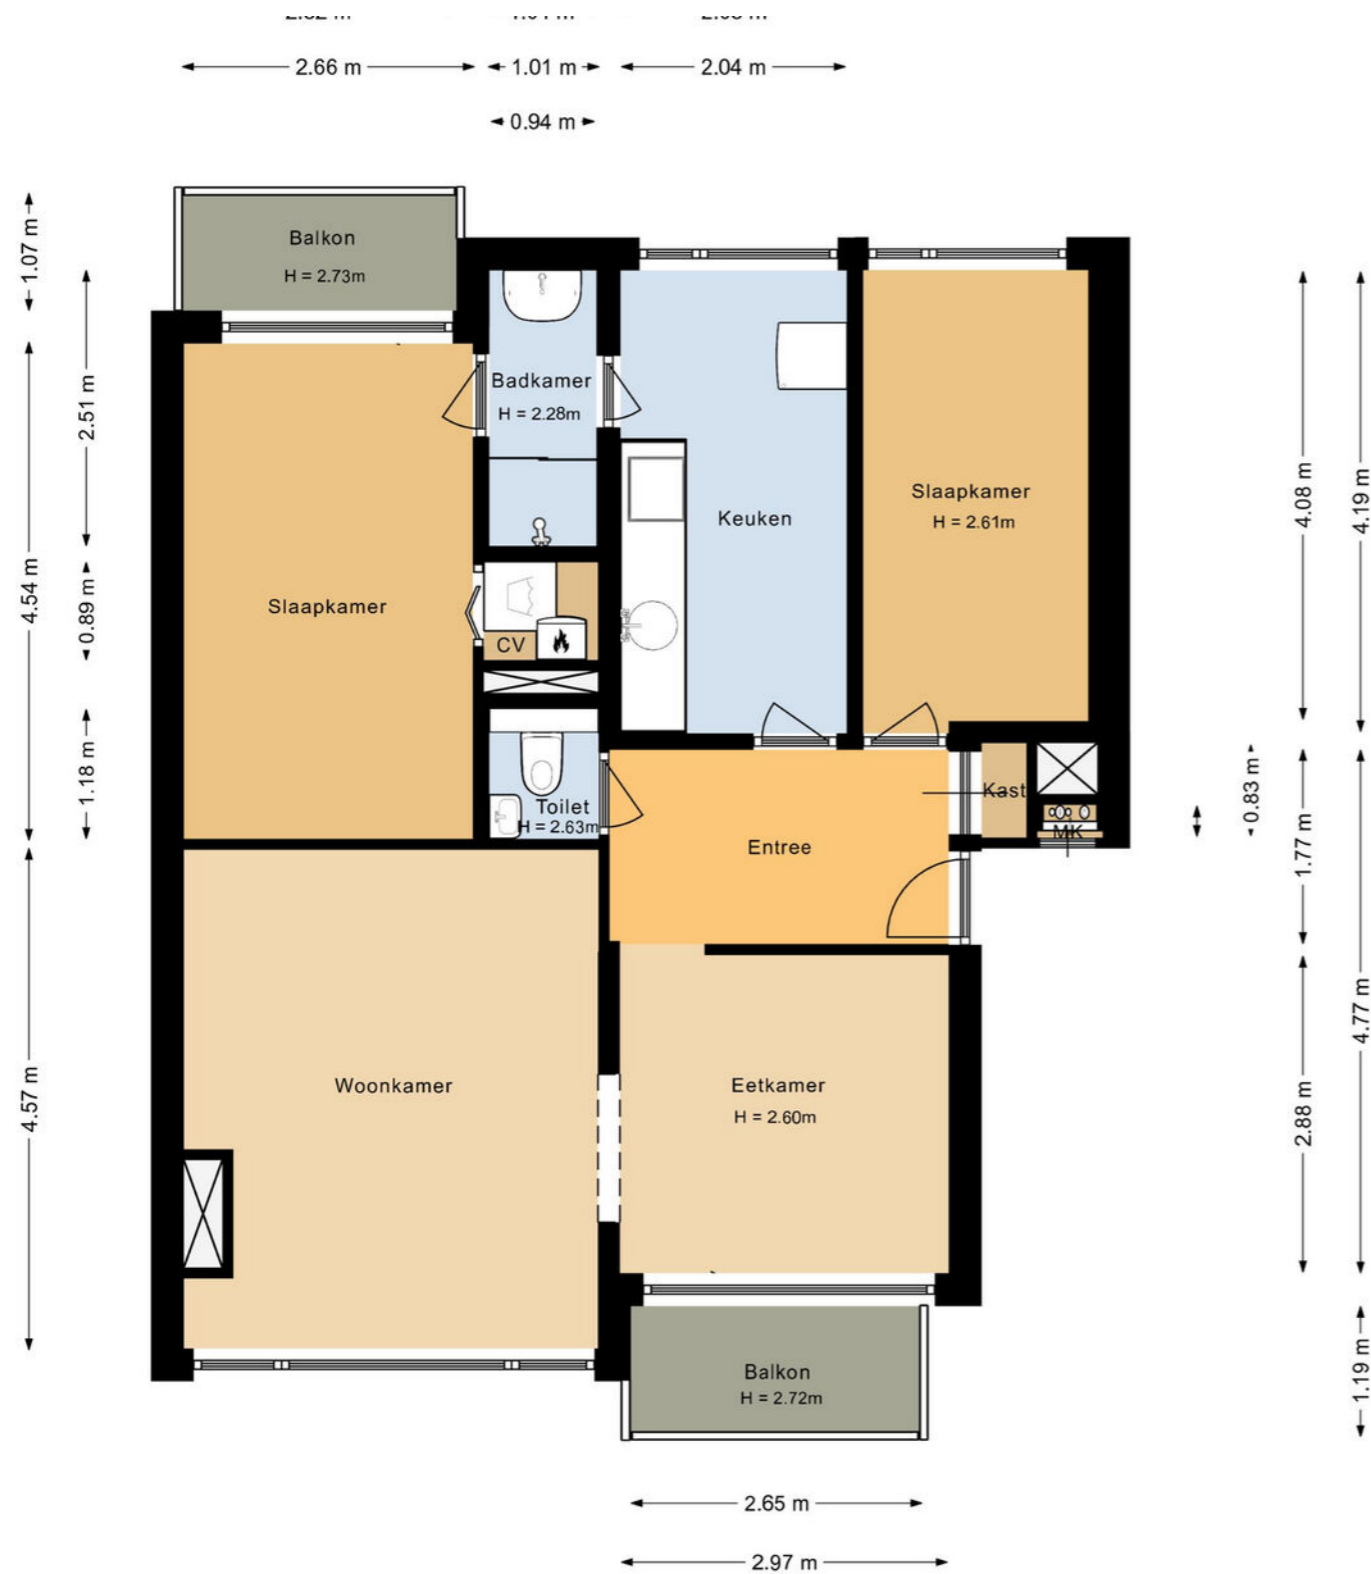 2.66 m
1.01 m
2.04 m
0.94 m
1.07 m
Balkon
H = 2.73m
2.51 m
4.54 m
0.89 m
1.18 m
4.57 m
Badkamer
H = 2.28m
Keuken
Slaapkamer
H = 2.61m
Slaapkamer
CV
Toilet
H = 2.63m
Kast
MK
Entree
Woonkamer
Eetkamer
H = 2.60m
Balkon
H = 2.72m
4.08 m
4.19 m
0.83 m
1.77 m
4.77 m
2.88 m
1.19 m
2.65 m
2.97 m